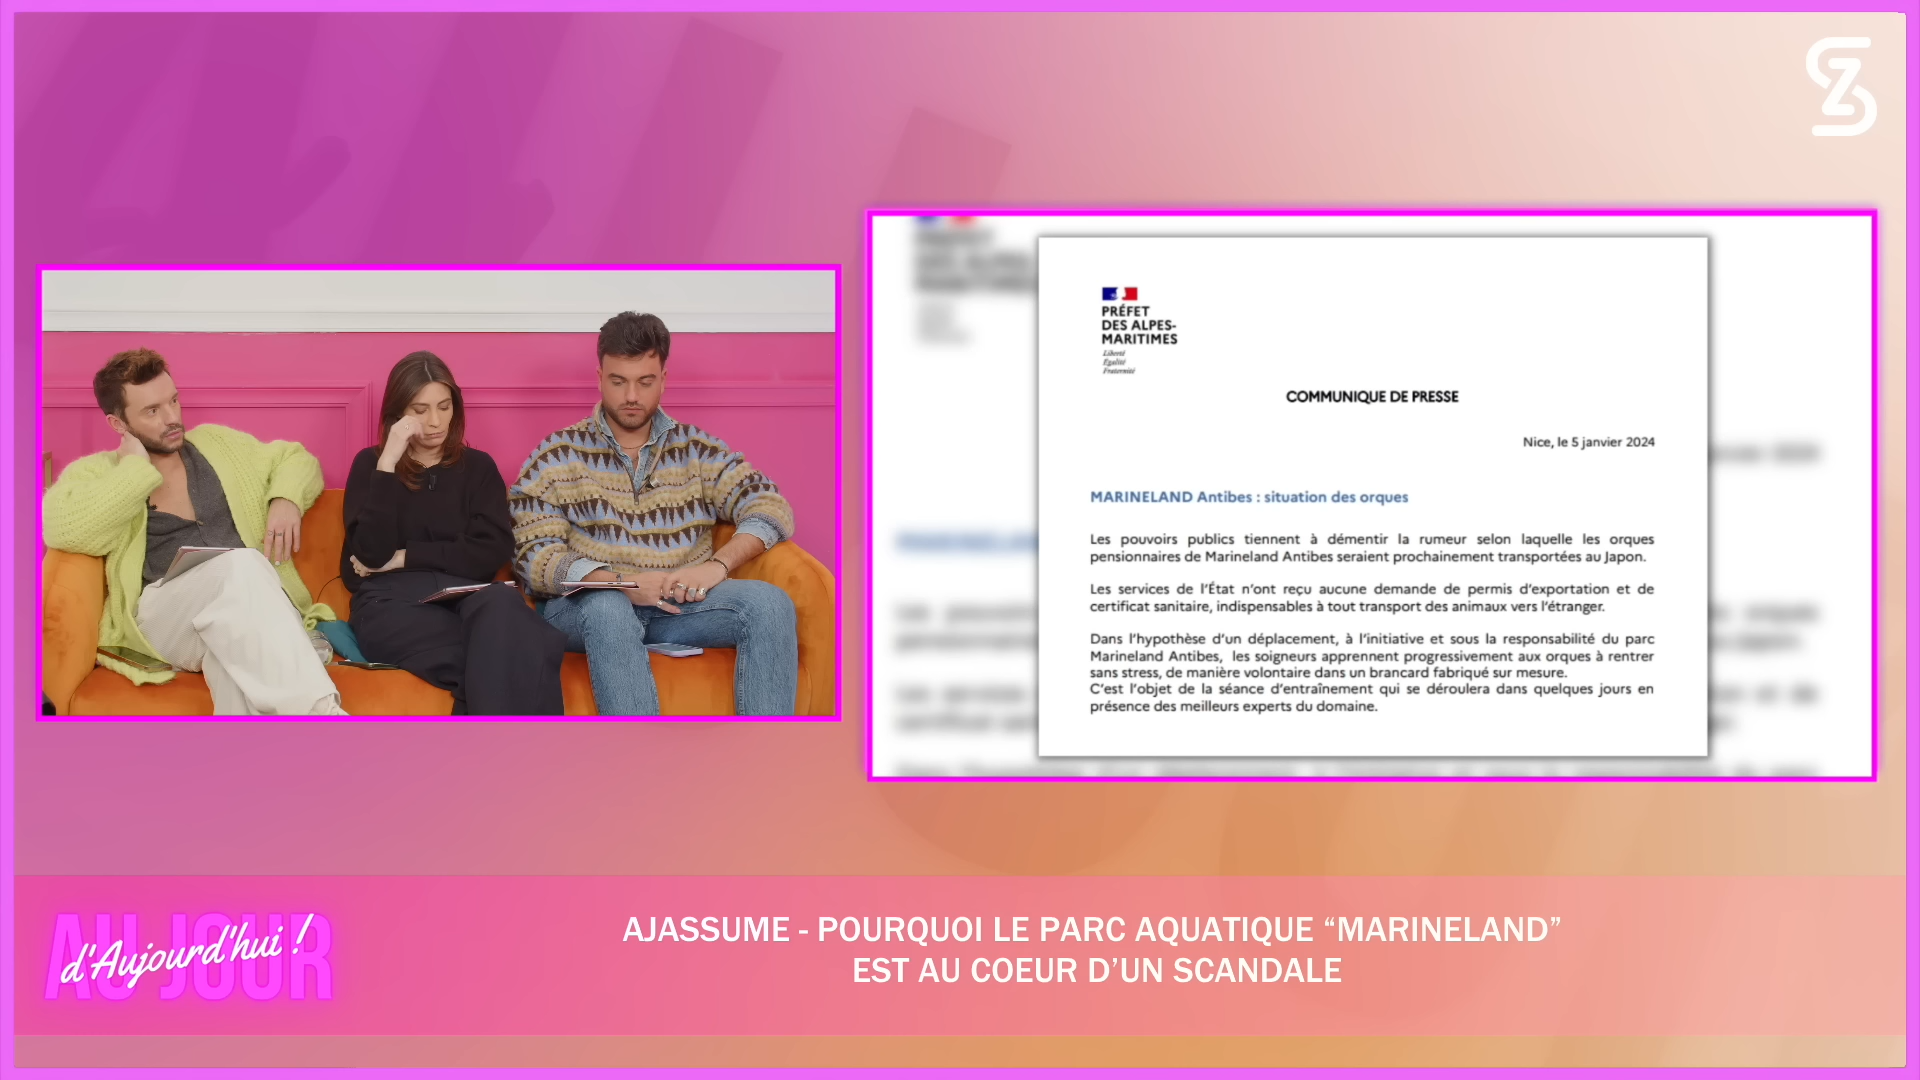 SZ
PRÉFET
DES ALPES-
MARITIMES
Liberté
Égalité
Fraternité
COMMUNIQUE DE PRESSE
Nice, le 5 janvier 2024
MARINELAND Antibes : situation des orques
Les pouvoirs publics tiennent à démentir la rumeur selon laquelle les orques
pensionnaires de Marineland Antibes seraient prochainement transportées au Japon.
Les services de l’État n’ont reçu aucune demande de permis d’exportation et de
certificat sanitaire, indispensables à tout transport des animaux vers l’étranger.
Dans l’hypothèse d’un déplacement, à l’initiative et sous la responsabilité du parc
Marineland Antibes, les soigneurs apprennent progressivement aux orques à rentrer
sans stress, de manière volontaire dans un brancard fabriqué sur mesure.
C’est l’objet de la séance d’entraînement qui se déroulera dans quelques jours en
présence des meilleurs experts du domaine.
AU JOUR
d'Aujourd'hui !
AJASSUME - POURQUOI LE PARC AQUATIQUE “MARINELAND”
EST AU COEUR D’UN SCANDALE